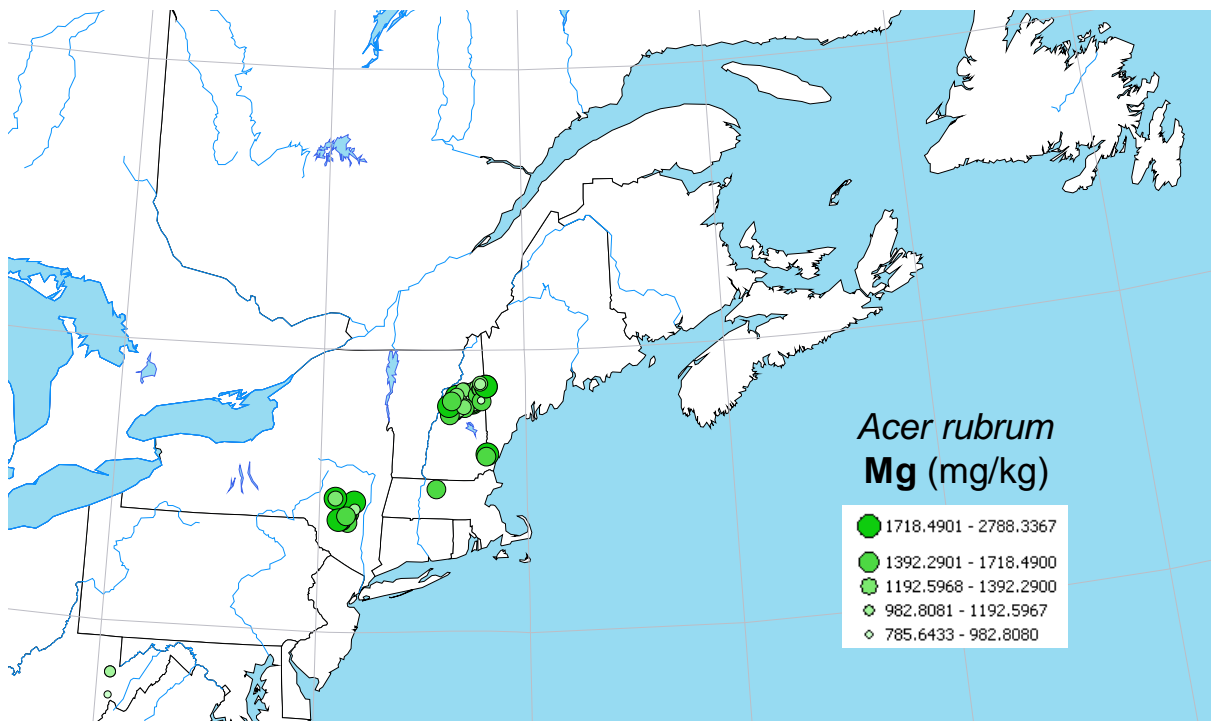 Acer rubrum
Mg (mg/kg)
1718.4901 - 2788.3367
1392.2901 - 1718.4900
1192.5968 - 1392.2900
982.8081 - 1192.5967
785.6433 - 982.8080